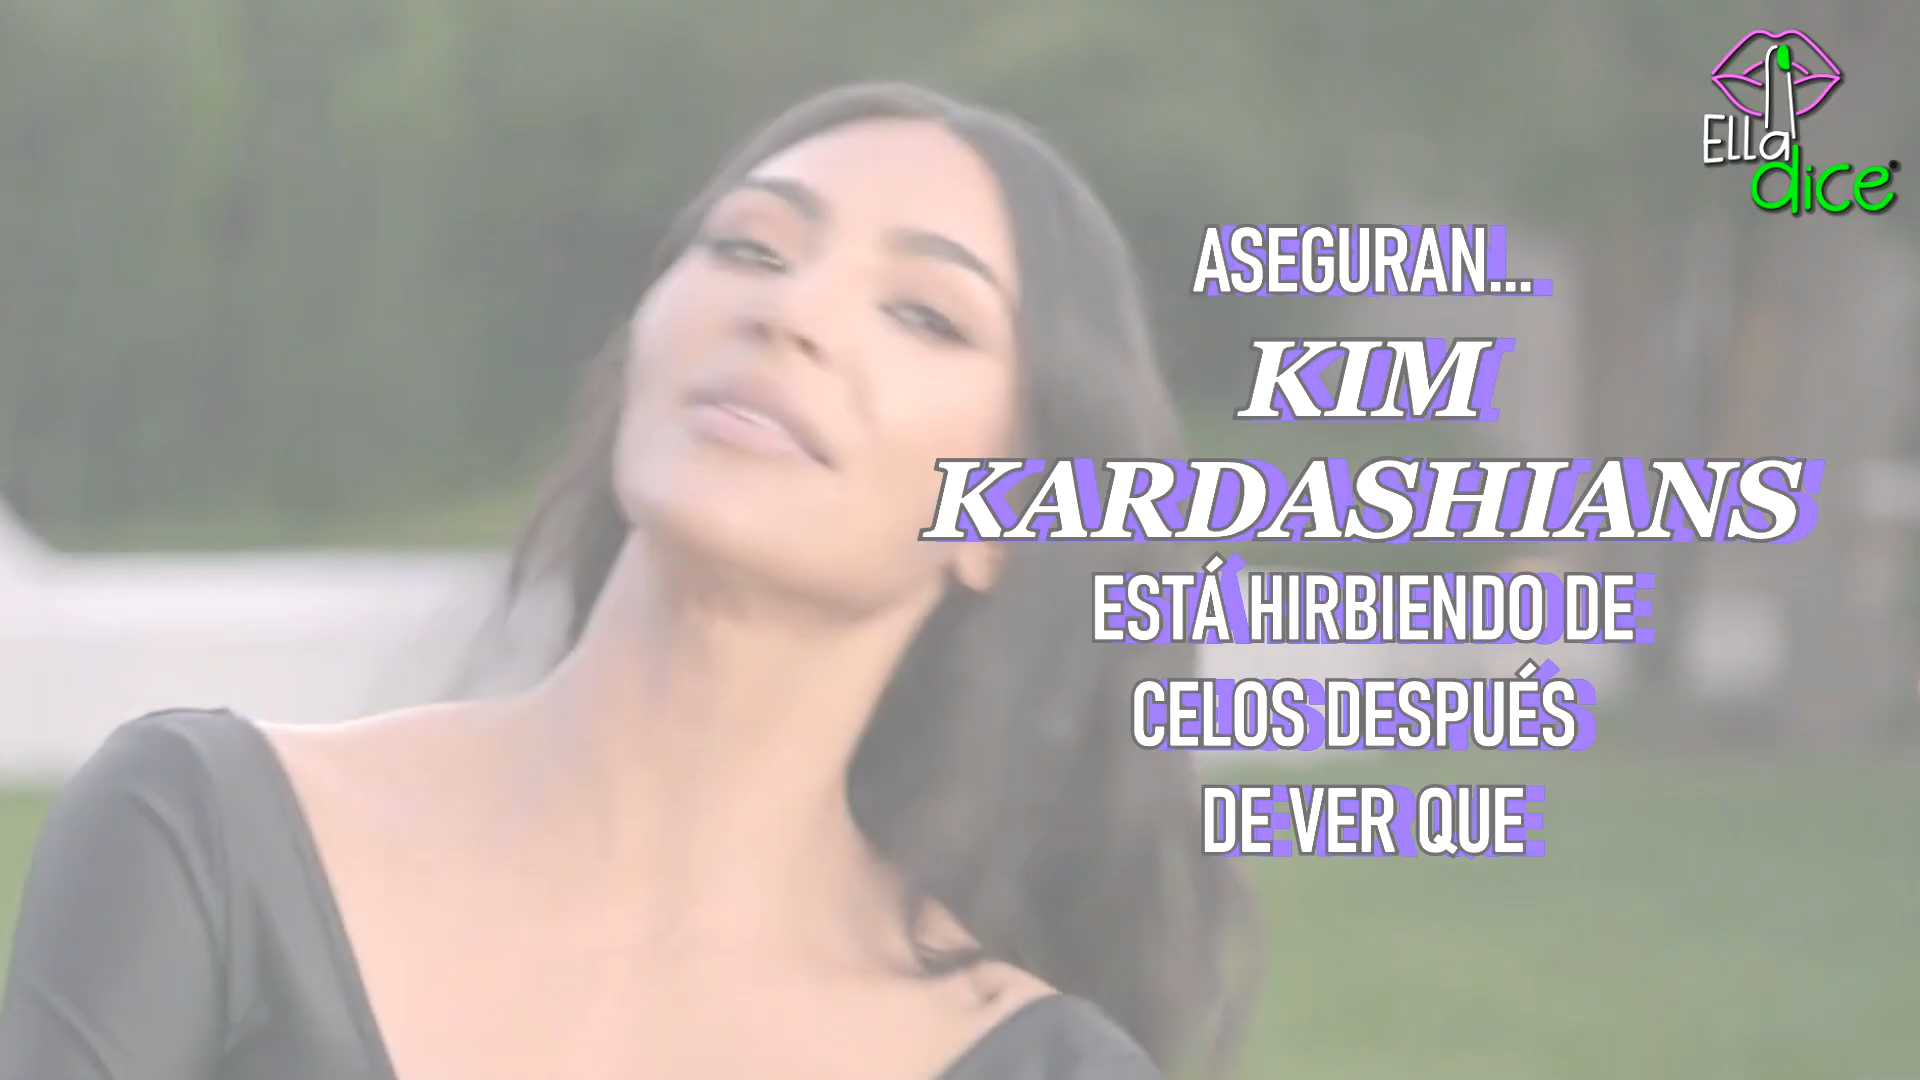 ELLa
dice
ASEGURAN...
KIM
KARDASHIANS
ESTÁ HIRBIENDO DE
CELOS DESPUÉS
DE VER QUE